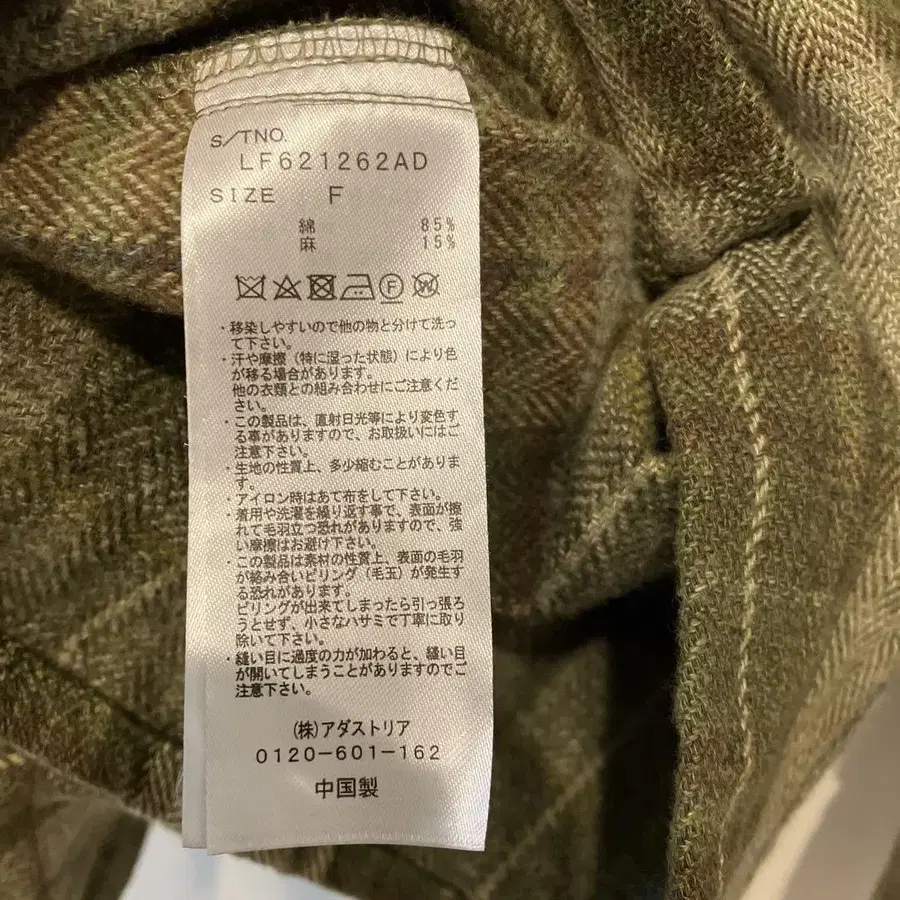 S/TNO.
LF621262AD
SIZE F
綿 85%
麻 15%
F
・移染しやすいので他の物と分けて洗っ
て下さい。
・汗や摩擦（特に湿った状態）により色
が移る場合があります。
他の衣類との組み合わせにご注意くだ
さい。
・この製品は、直射日光等により変色す
る事がありますので、お取扱いにはご
注意下さい。
・生地の性質上、多少縮むことがありま
す。
・アイロン時はあて布をして下さい。
・着用や洗濯を繰り返す事で、表面が擦
れて毛羽立つ恐れがありますので、強
い摩擦はお避け下さい。
・この製品は素材の性質上、表面の毛羽
が絡み合いピリング（毛玉）が発生す
る恐れがあります。
ピリングが出来てしまったら引っ張ろ
うとせず、小さなハサミで丁寧に取り
除いて下さい。
・縫い目に過度の力が加わると、縫い目
が開いてしまうことがありますのでご
注意下さい。
(株)アダストリア
0120-601-162
中国製